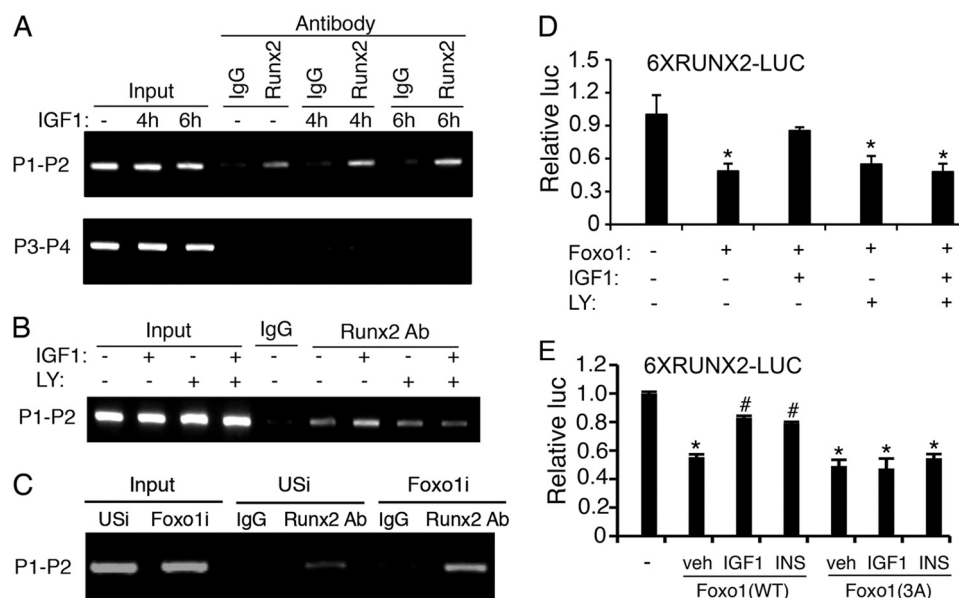 A
Antibody
Input
IgG Runx2 IgG Runx2 IgG Runx2
IGF1: - 4h 6h - - 4h 4h 6h 6h
P1-P2
P3-P4
B
Input IgG Runx2 Ab
IGF1: - + - + - - + - +
LY: - - + + - - - + +
P1-P2
C
Input USi Foxo1i
USi Foxo1i IgG Runx2 Ab IgG Runx2 Ab
P1-P2
D
6XRUNX2-LUC
Relative luc
1.5
1.2
0.9
0.6
0.3
0
* * *
Foxo1: - + + + +
IGF1: - - + - +
LY: - - - + +
E
6XRUNX2-LUC
Relative luc
1.2
1.0
0.8
0.6
0.4
0.2
0
* # # * * *
- veh IGF1 INS veh IGF1 INS
Foxo1(WT) Foxo1(3A)